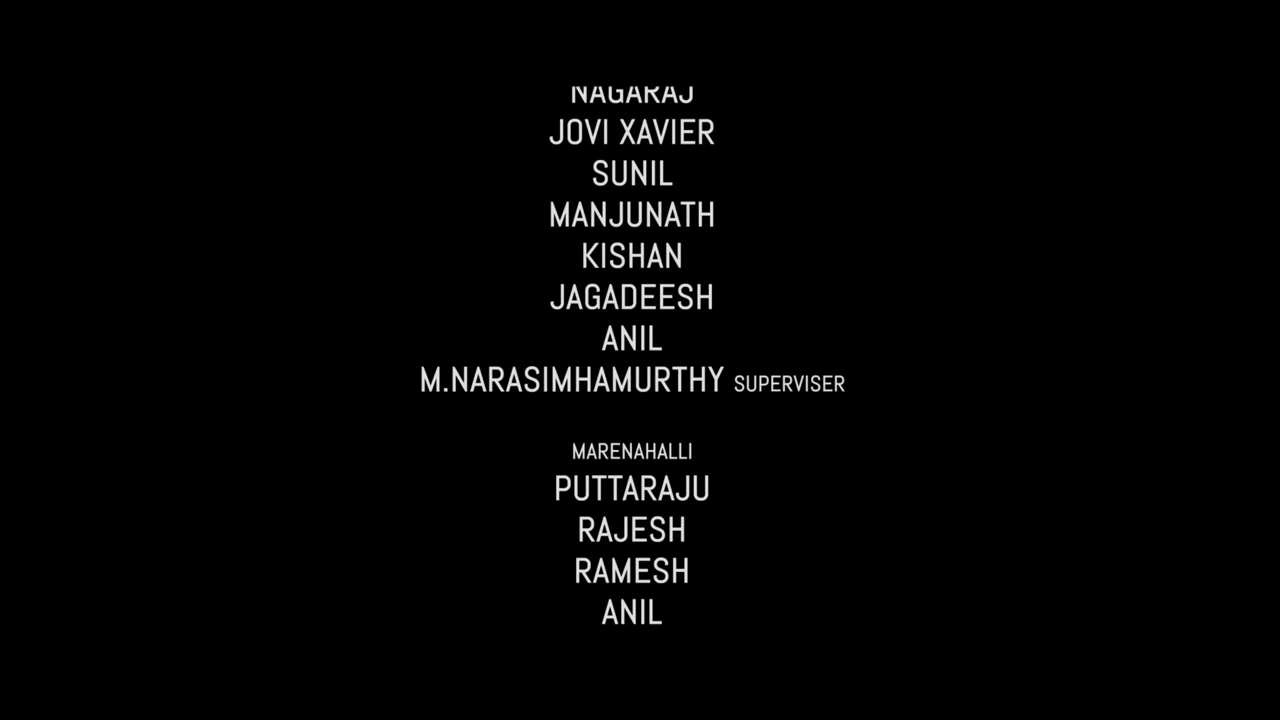 NAGARAJ
JOVI XAVIER
SUNIL
MANJUNATH
KISHAN
JAGADEESH
ANIL
M.NARASIMHAMURTHY SUPERVISER
MARENAHALLI
PUTTARAJU
RAJESH
RAMESH
ANIL